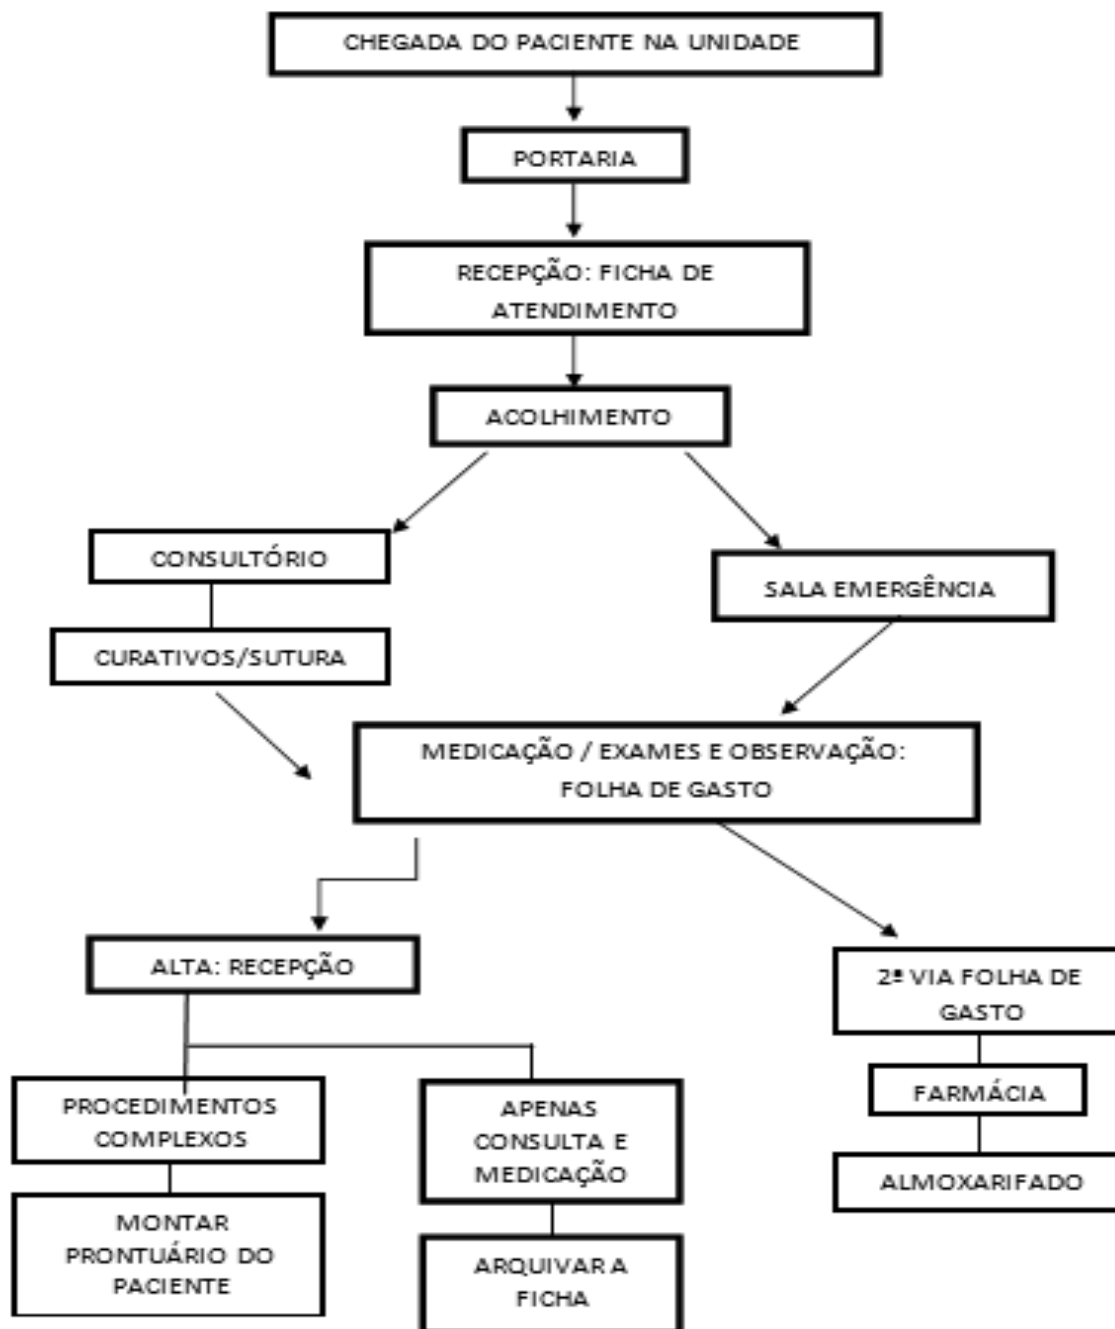 CHEGADA DO PACIENTE NA UNIDADE
PORTARIA
RECEPÇÃO: FICHA DE
ATENDIMENTO
ACOLHIMENTO
CONSULTÓRIO
SALA EMERGÊNCIA
CURATIVOS/SUTURA
MEDICAÇÃO / EXAMES E OBSERVAÇÃO:
FOLHA DE GASTO
ALTA: RECEPÇÃO
2ª VIA FOLHA DE
GASTO
FARMÁCIA
ALMOXARIFADO
PROCEDIMENTOS
COMPLEXOS
MONTAR
PRONTUÁRIO DO
PACIENTE
APENAS
CONSULTA E
MEDICAÇÃO
ARQUIVAR A
FICHA